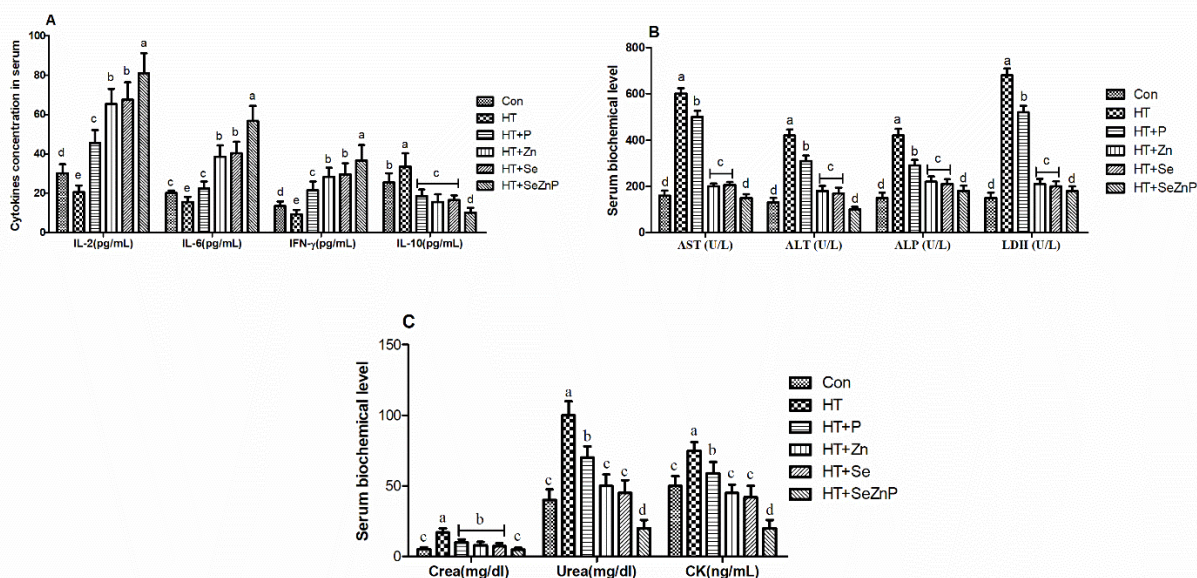 A
Cytokines concentration in serum
100
80
60
40
20
0
d e c b b a
c e c b b a
d e c b b a
b a c d
IL-2(pg/mL) IL-6(pg/mL) IFN-γ(pg/mL) IL-10(pg/mL)
Con
HT
HT+P
HT+Zn
HT+Se
HT+SeZnP
B
Serum biochemical level
800
600
400
200
0
d a b c d
d a b c d
d a b c d
d a b c d
AST (U/L) ALT (U/L) ALP (U/L) LDH (U/L)
Con
HT
HT+P
HT+Zn
HT+Se
HT+SeZnP
C
Serum biochemical level
150
100
50
0
c a b c
c a b c c d
c a b c c d
Crea(mg/dl) Urea(mg/dl) CK(ng/mL)
Con
HT
HT+P
HT+Zn
HT+Se
HT+SeZnP